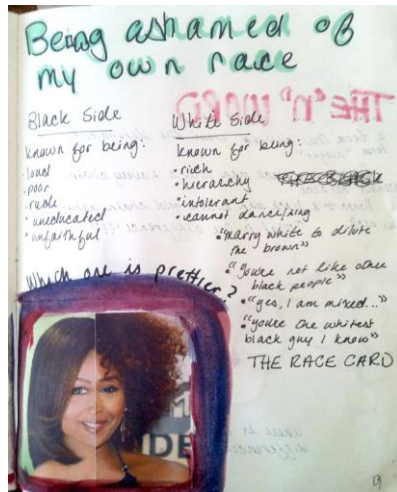 Being ashamed of
my own race
THE 'N' WORD
Black Side
known for being:
• loud
• poor
• rude
• uneducated
• unfaithful
White Side
known for being:
• rich
• hierarchy
• intolerant
• cannot dance/sing
• "marry white to dilute
the brown"
• "you're not like other
black people"
• "yes, I am mixed..."
• "you're the whitest
black guy I know"
THE RACE CARD
Which one is prettier?
DE
19